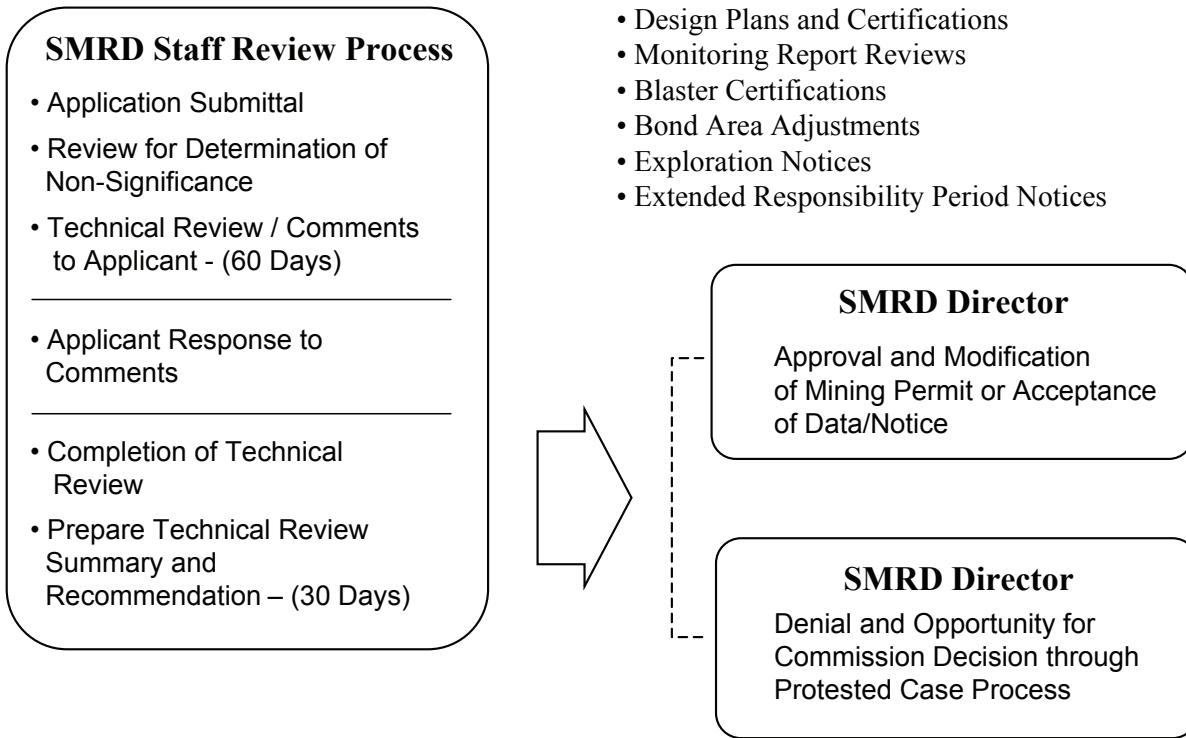 SMRD Staff Review Process
• Application Submittal
• Review for Determination of
Non-Significance
• Technical Review / Comments
to Applicant - (60 Days)
• Applicant Response to
Comments
• Completion of Technical
Review
• Prepare Technical Review
Summary and
Recommendation – (30 Days)
• Design Plans and Certifications
• Monitoring Report Reviews
• Blaster Certifications
• Bond Area Adjustments
• Exploration Notices
• Extended Responsibility Period Notices
SMRD Director
Approval and Modification
of Mining Permit or Acceptance
of Data/Notice
SMRD Director
Denial and Opportunity for
Commission Decision through
Protested Case Process